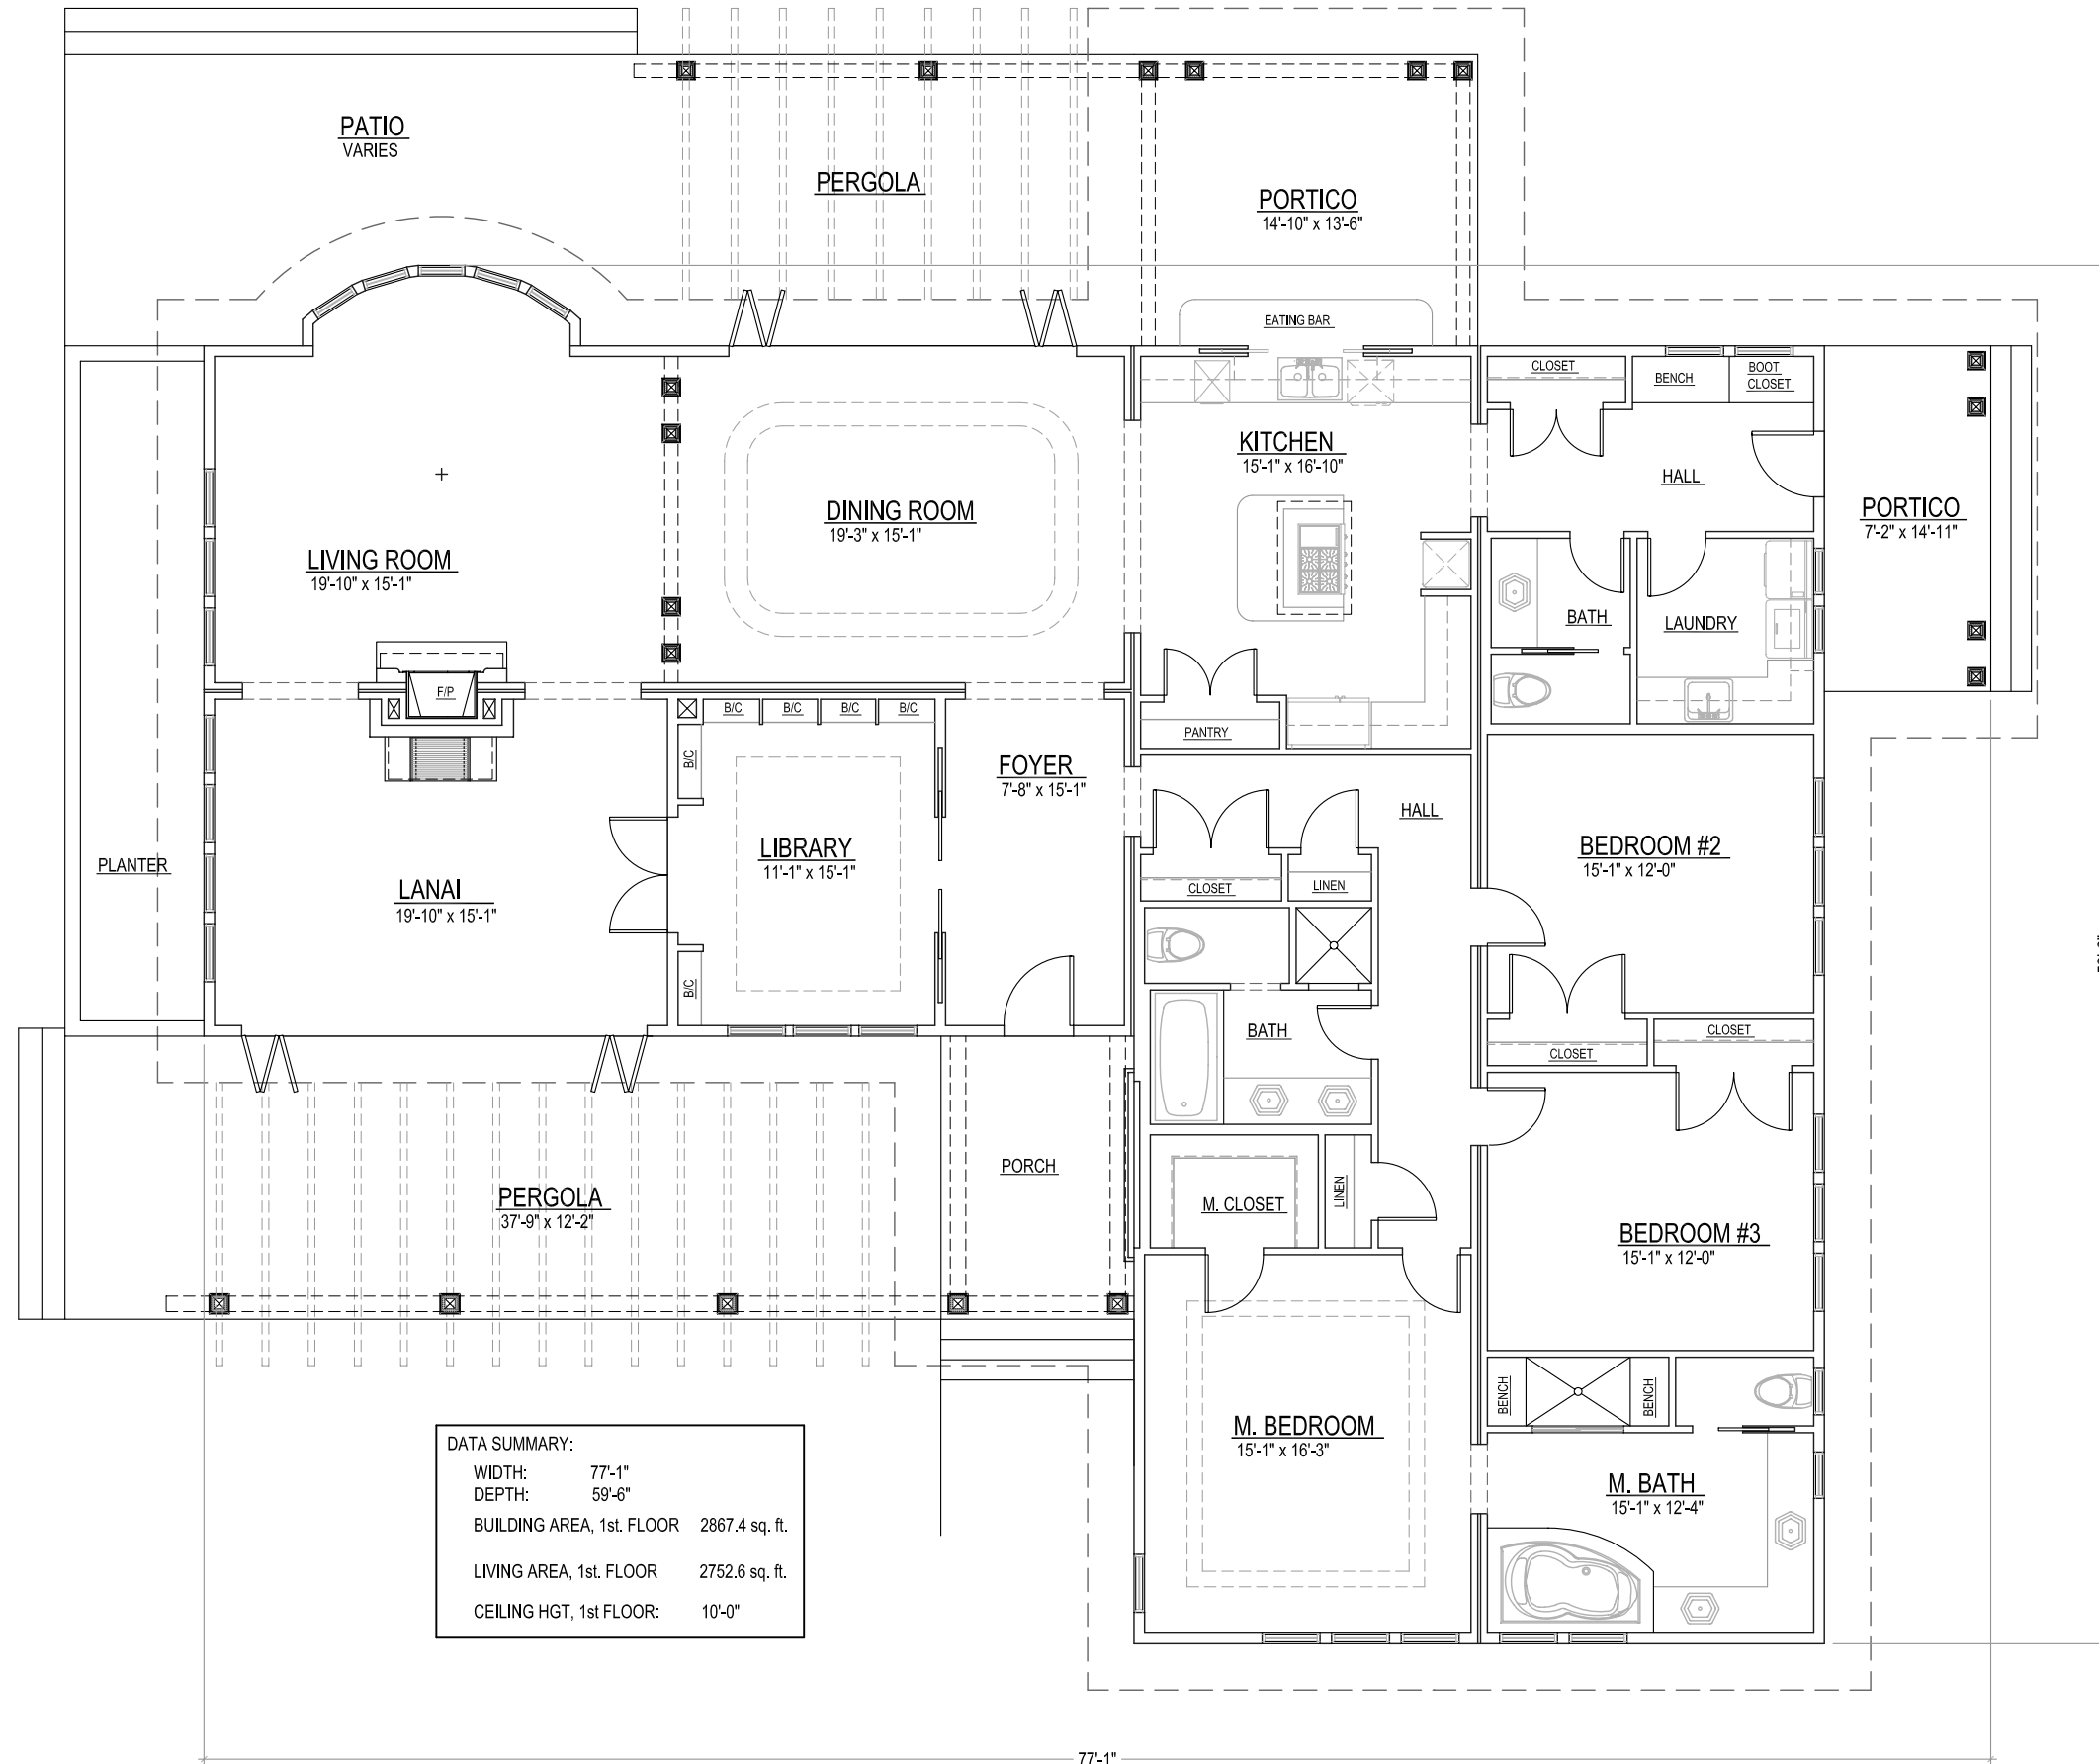 PATIO
VARIES
PERGOLA
PORTICO
14'-10" x 13'-6"
EATING BAR
CLOSET
BENCH
BOOT
CLOSET
KITCHEN
15'-1" x 16'-10"
HALL
DINING ROOM
19'-3" x 15'-1"
PORTICO
7'-2" x 14'-11"
LIVING ROOM
19'-10" x 15'-1"
BATH
LAUNDRY
F/P
B/C
B/C
B/C
B/C
PANTRY
B/C
FOYER
7'-8" x 15'-1"
HALL
LIBRARY
11'-1" x 15'-1"
BEDROOM #2
15'-1" x 12'-0"
PLANTER
LANAI
19'-10" x 15'-1"
CLOSET
LINEN
B/C
BATH
CLOSET
CLOSET
PORCH
PERGOLA
37'-9" x 12'-2"
M. CLOSET
LINEN
BEDROOM #3
15'-1" x 12'-0"
BENCH
BENCH
M. BEDROOM
15'-1" x 16'-3"
M. BATH
15'-1" x 12'-4"
DATA SUMMARY:
WIDTH: 77'-1"
DEPTH: 59'-6"
BUILDING AREA, 1st. FLOOR 2867.4 sq. ft.
LIVING AREA, 1st. FLOOR 2752.6 sq. ft.
CEILING HGT, 1st FLOOR: 10'-0"
77'-1"